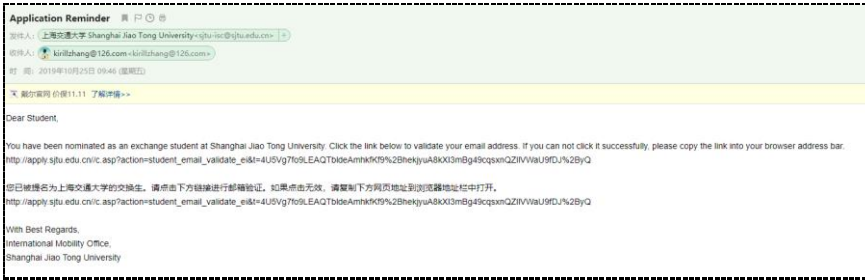 Application Reminder
发件人: 上海交通大学 Shanghai Jiao Tong University<sjtu-isc@sjtu.edu.cn>
收件人: kirillzhang@126.com<kirillzhang@126.com>
时 间: 2019年10月25日 09:46 (星期五)
戴尔官网 价保11.11 了解详情>>
Dear Student,
You have been nominated as an exchange student at Shanghai Jiao Tong University. Click the link below to validate your email address. If you can not click it successfully, please copy the link into your browser address bar.
http://apply.sjtu.edu.cn//c.asp?action=student_email_validate_ei&t=4U5Vg7fo9LEAQTbldeAmhkfKf9%2BhekjyuA8kXI3mBg49cqsxnQZIIVWaU9fDJ%2ByQ
您已被提名为上海交通大学的交换生。请点击下方链接进行邮箱验证。如果点击无效、请复制下方网页地址到浏览器地址栏中打开。
http://apply.sjtu.edu.cn//c.asp?action=student_email_validate_ei&t=4U5Vg7fo9LEAQTbldeAmhkfKf9%2BhekjyuA8kXI3mBg49cqsxnQZIIVWaU9fDJ%2ByQ
With Best Regards,
International Mobility Office,
Shanghai Jiao Tong University